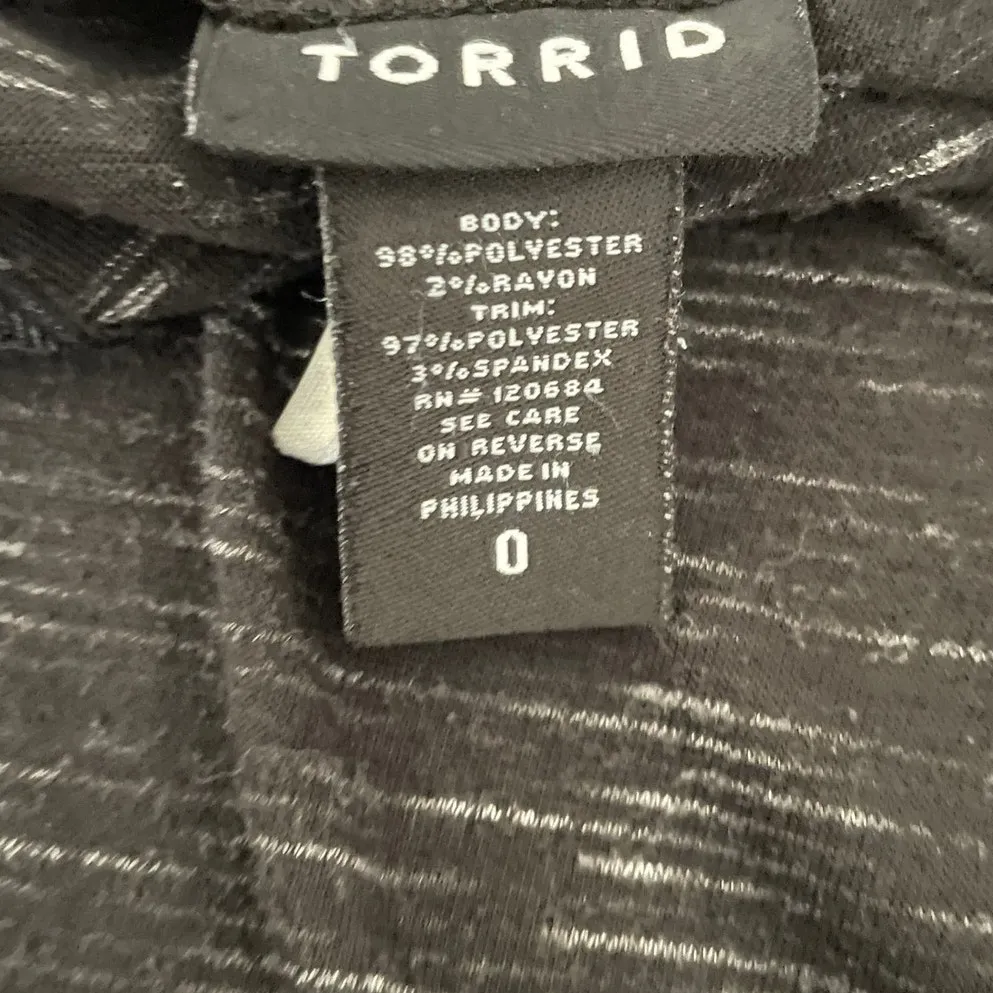 TORRID
BODY:
98%POLYESTER
2%RAYON
TRIM:
97%POLYESTER
3%SPANDEX
RN# 120684
SEE CARE
ON REVERSE
MADE IN
PHILIPPINES
0